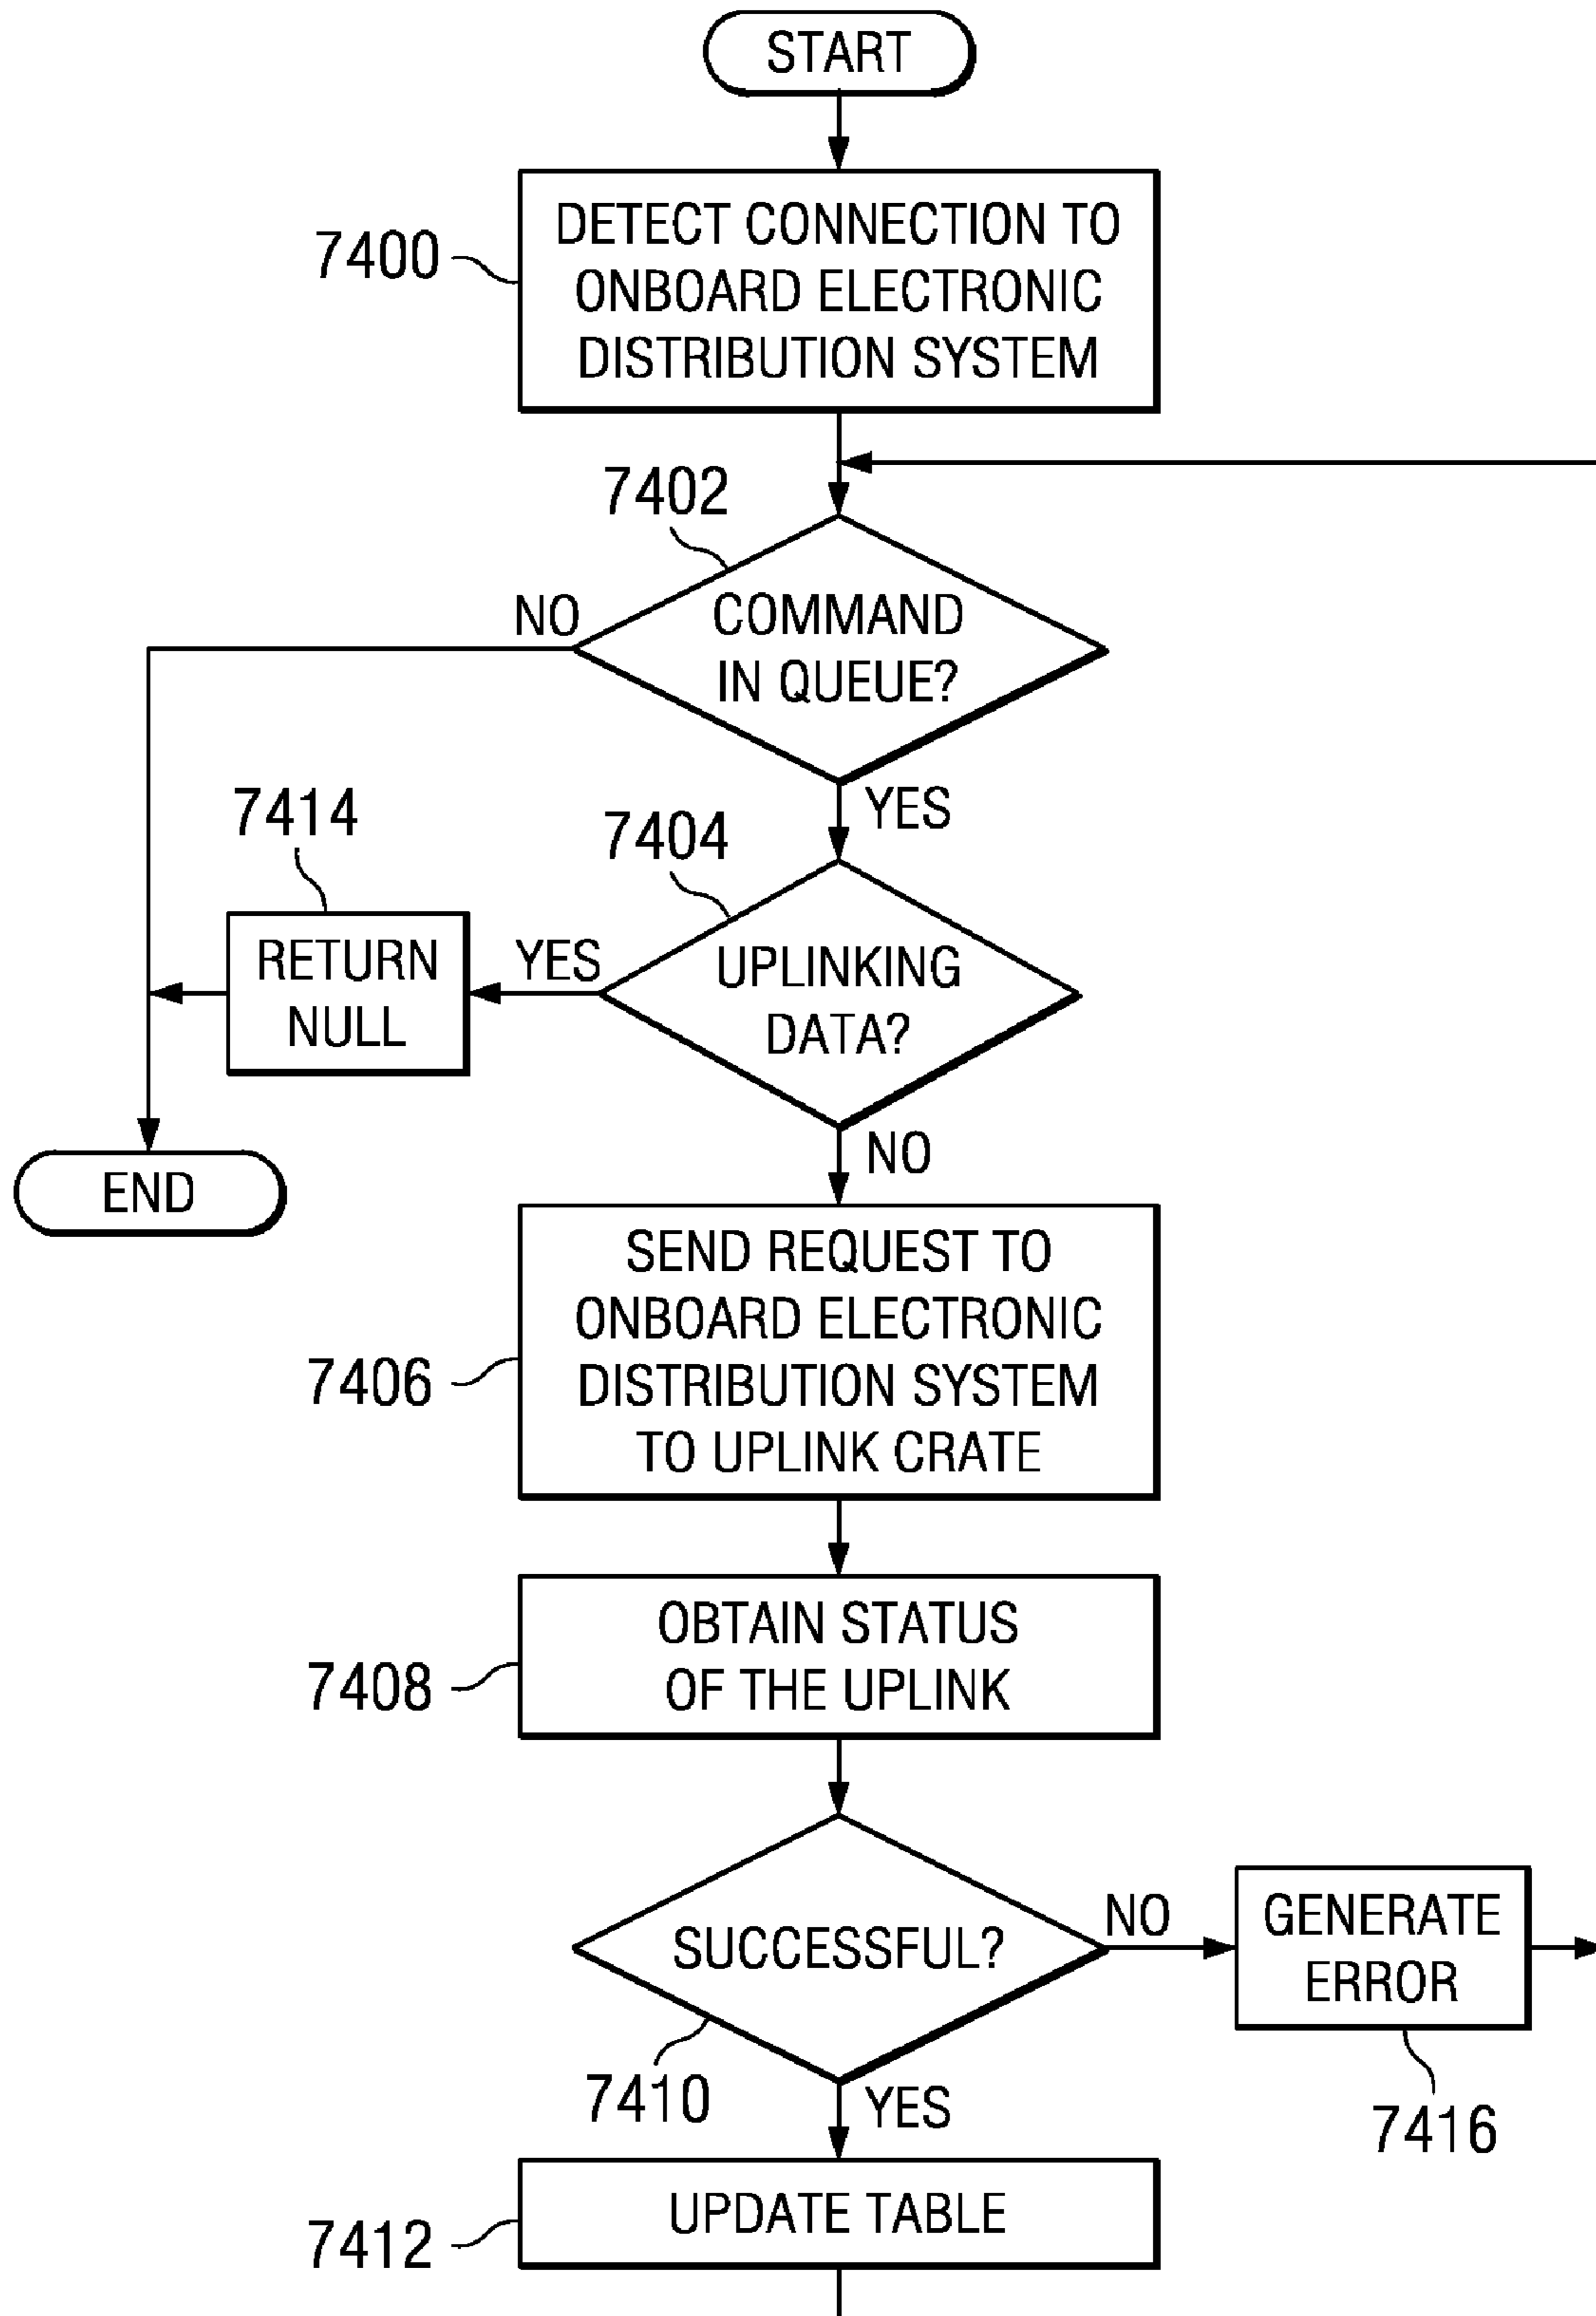 START
7400
DETECT CONNECTION TO
ONBOARD ELECTRONIC
DISTRIBUTION SYSTEM
7402
NO
COMMAND
IN QUEUE?
YES
7414
7404
RETURN
NULL
YES
UPLINKING
DATA?
NO
END
SEND REQUEST TO
ONBOARD ELECTRONIC
DISTRIBUTION SYSTEM
TO UPLINK CRATE
7406
OBTAIN STATUS
OF THE UPLINK
7408
SUCCESSFUL?
NO
GENERATE
ERROR
7410
YES
7416
UPDATE TABLE
7412